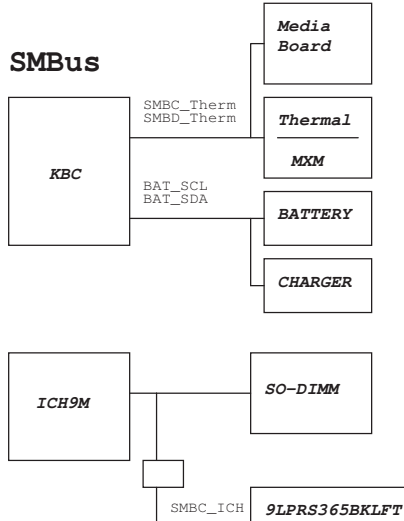 SMBus
Media
Board
SMBC_Therm
SMBD_Therm
Thermal
MXM
KBC
BAT_SCL
BAT_SDA
BATTERY
CHARGER
ICH9M
SO-DIMM
SMBC_ICH
9LPRS365BKLFT